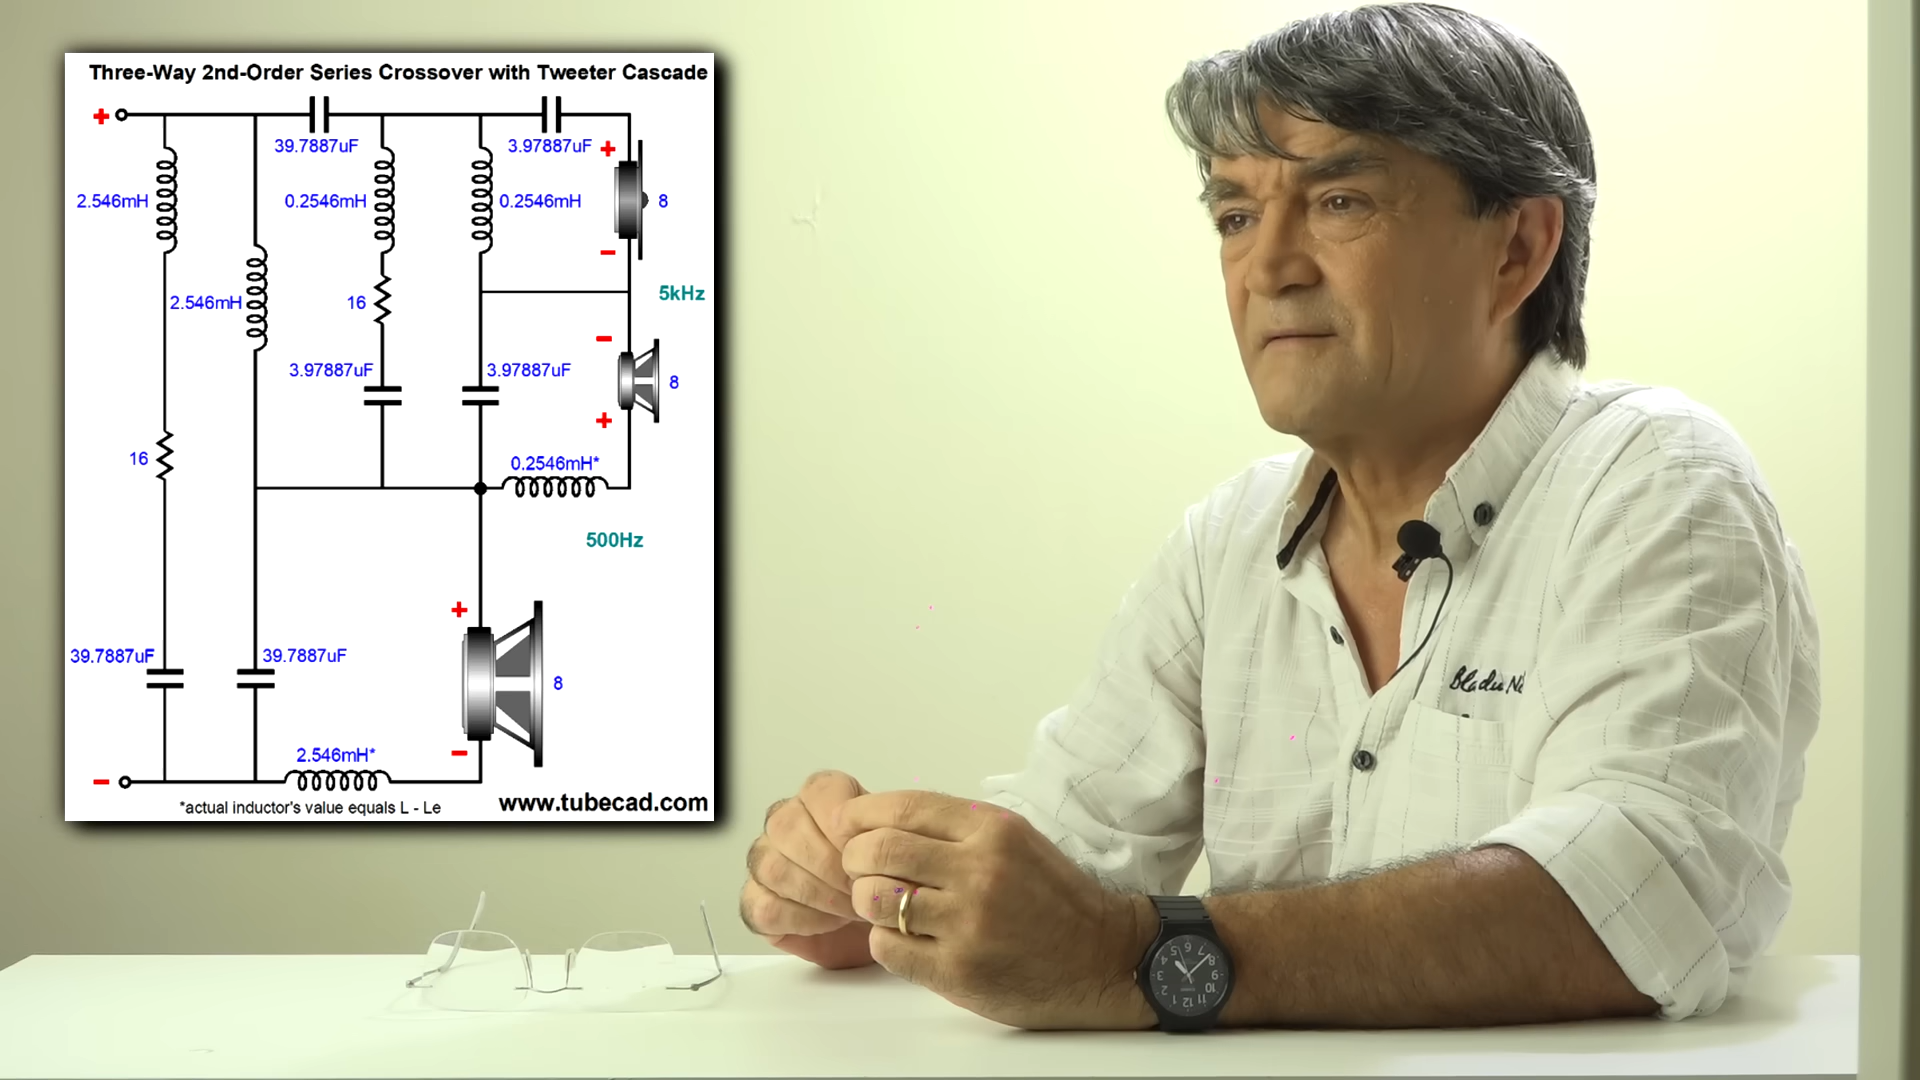 Three-Way 2nd-Order Series Crossover with Tweeter Cascade
+
39.7887uF
3.97887uF
+
2.546mH
0.2546mH
0.2546mH
8
−
2.546mH
16
5kHz
−
3.97887uF
3.97887uF
8
+
16
0.2546mH*
500Hz
+
39.7887uF
39.7887uF
8
2.546mH*
−
−
*actual inductor's value equals L - Le
www.tubecad.com